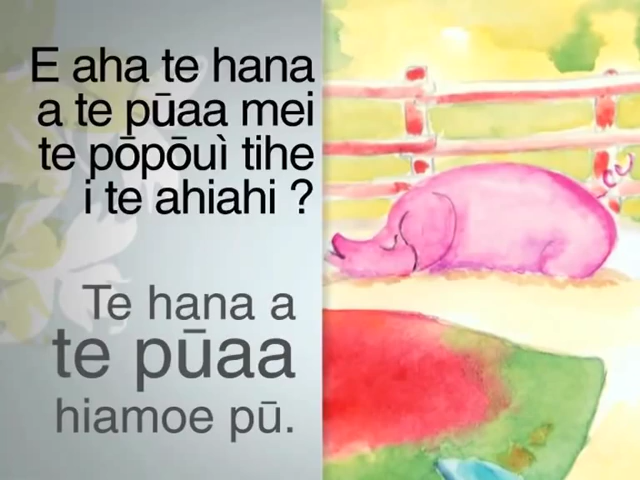 E aha te hana
a te pūaa mei
te pōpōuì tihe
i te ahiahi ?
Te hana a
te pūaa
hiamoe pū.